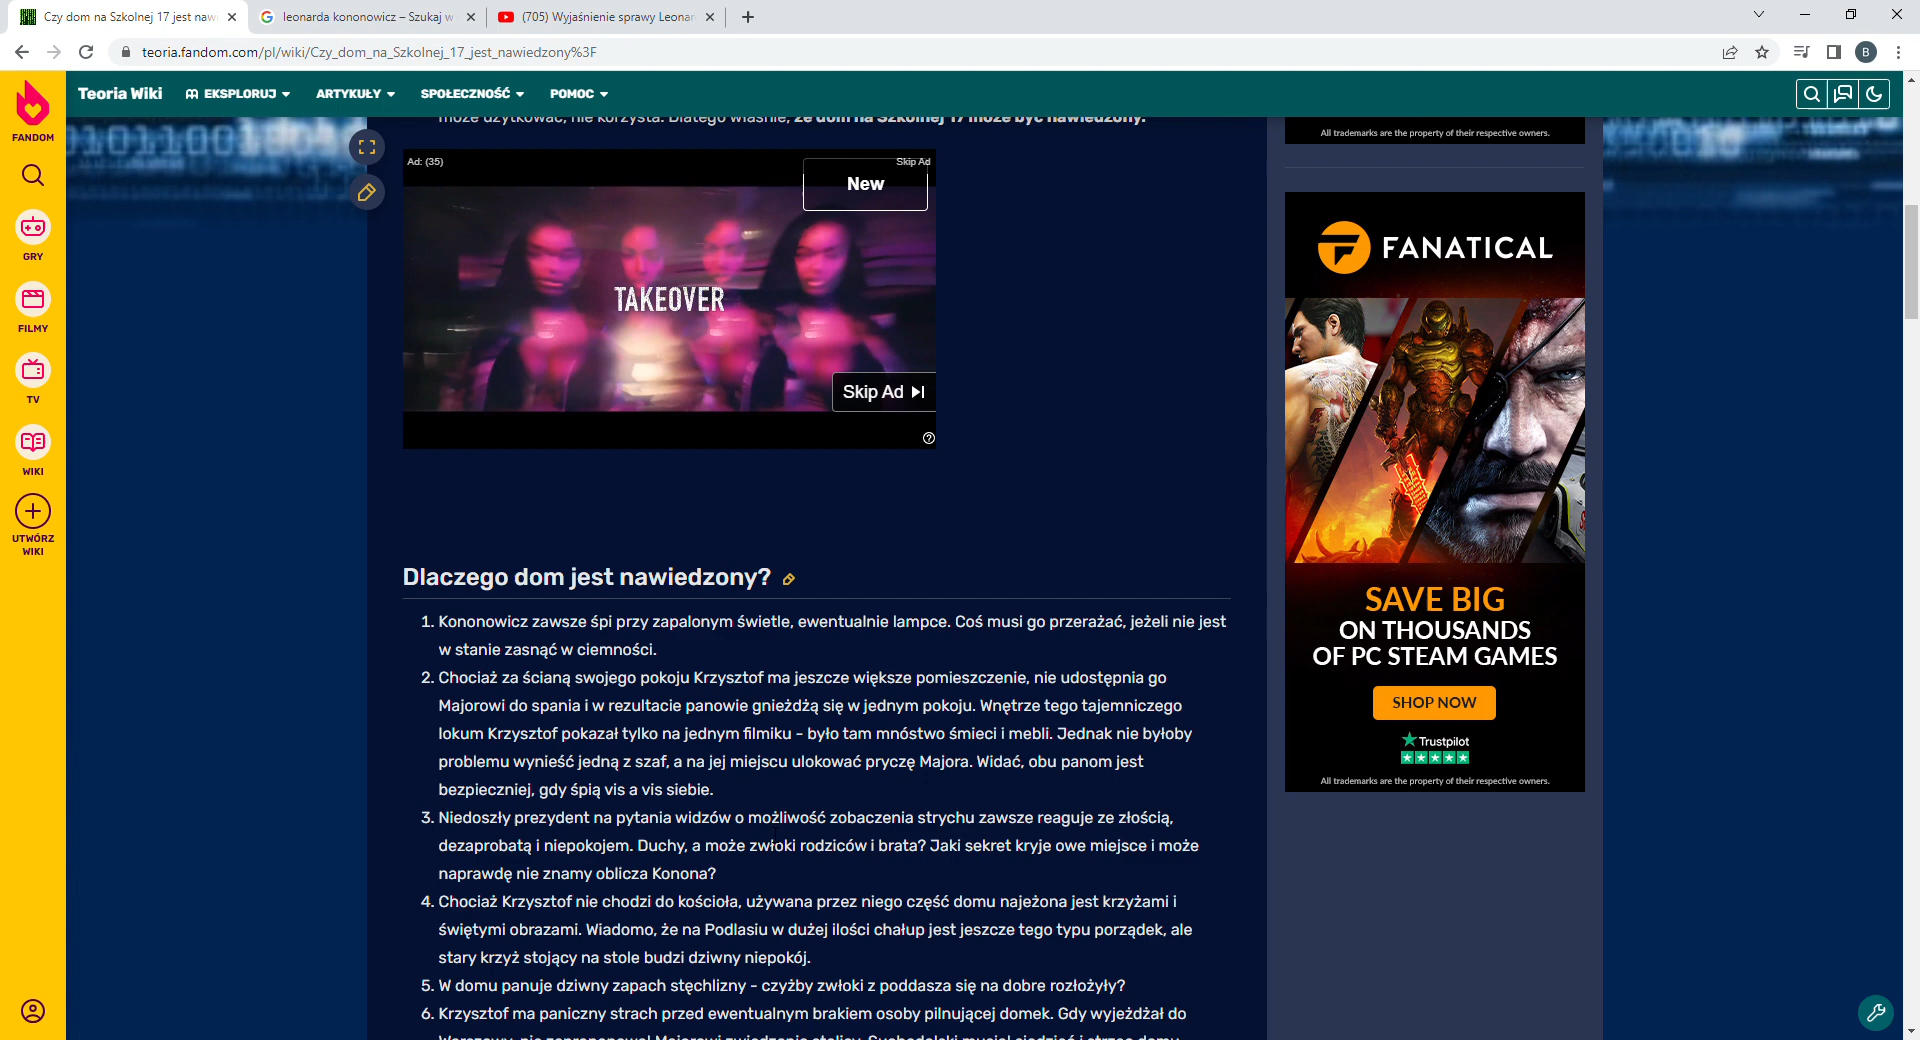 Czy dom na Szkolnej 17 jest naw
leonarda kononowicz – Szukaj w
(705) Wyjaśnienie sprawy Leonar
teoria.fandom.com/pl/wiki/Czy_dom_na_Szkolnej_17_jest_nawiedzony%3F
B
FANDOM
GRY
FILMY
TV
WIKI
UTWÓRZ
WIKI
Teoria Wiki
EKSPLORUJ
ARTYKUŁY
SPOŁECZNOŚĆ
POMOC
może użytkować, nie korzysta. Dlatego właśnie, że dom na Szkolnej 17 może być nawiedzony.
Ad: (35)
Skip Ad
New
TAKEOVER
Skip Ad
Dlaczego dom jest nawiedzony?
1. Kononowicz zawsze śpi przy zapalonym świetle, ewentualnie lampce. Coś musi go przerażać, jeżeli nie jest
w stanie zasnąć w ciemności.
2. Chociaż za ścianą swojego pokoju Krzysztof ma jeszcze większe pomieszczenie, nie udostępnia go
Majorowi do spania i w rezultacie panowie gnieżdżą się w jednym pokoju. Wnętrze tego tajemniczego
lokum Krzysztof pokazał tylko na jednym filmiku - było tam mnóstwo śmieci i mebli. Jednak nie byłoby
problemu wynieść jedną z szaf, a na jej miejscu ulokować pryczę Majora. Widać, obu panom jest
bezpieczniej, gdy śpią vis a vis siebie.
3. Niedoszły prezydent na pytania widzów o możliwość zobaczenia strychu zawsze reaguje ze złością,
dezaprobatą i niepokojem. Duchy, a może zwłoki rodziców i brata? Jaki sekret kryje owe miejsce i może
naprawdę nie znamy oblicza Konona?
4. Chociaż Krzysztof nie chodzi do kościoła, używana przez niego część domu najeżona jest krzyżami i
świętymi obrazami. Wiadomo, że na Podlasiu w dużej ilości chałup jest jeszcze tego typu porządek, ale
stary krzyż stojący na stole budzi dziwny niepokój.
5. W domu panuje dziwny zapach stęchlizny - czyżby zwłoki z poddasza się na dobre rozłożyły?
6. Krzysztof ma paniczny strach przed ewentualnym brakiem osoby pilnującej domek. Gdy wyjeżdżał do
All trademarks are the property of their respective owners.
FANATICAL
SAVE BIG
ON THOUSANDS
OF PC STEAM GAMES
SHOP NOW
Trustpilot
All trademarks are the property of their respective owners.